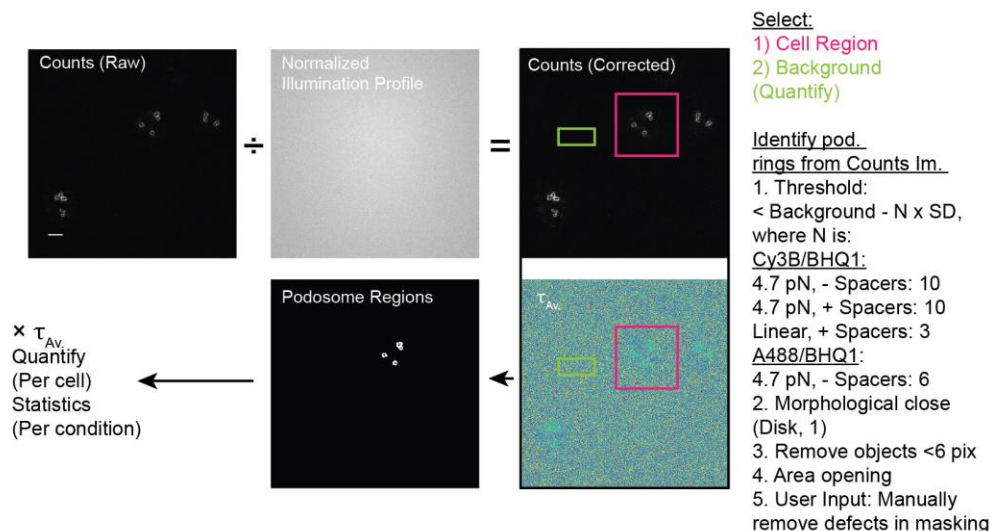 Counts (Raw)
÷
Normalized
Illumination Profile
=
Counts (Corrected)
Podosome Regions
τAv.
× τAv.
Quantify
(Per cell)
Statistics
(Per condition)
Select:
1) Cell Region
2) Background
(Quantify)
Identify pod.
rings from Counts Im.
1. Threshold:
< Background - N x SD,
where N is:
Cy3B/BHQ1:
4.7 pN, - Spacers: 10
4.7 pN, + Spacers: 10
Linear, + Spacers: 3
A488/BHQ1:
4.7 pN, - Spacers: 6
2. Morphological close
(Disk, 1)
3. Remove objects <6 pix
4. Area opening
5. User Input: Manually
remove defects in masking